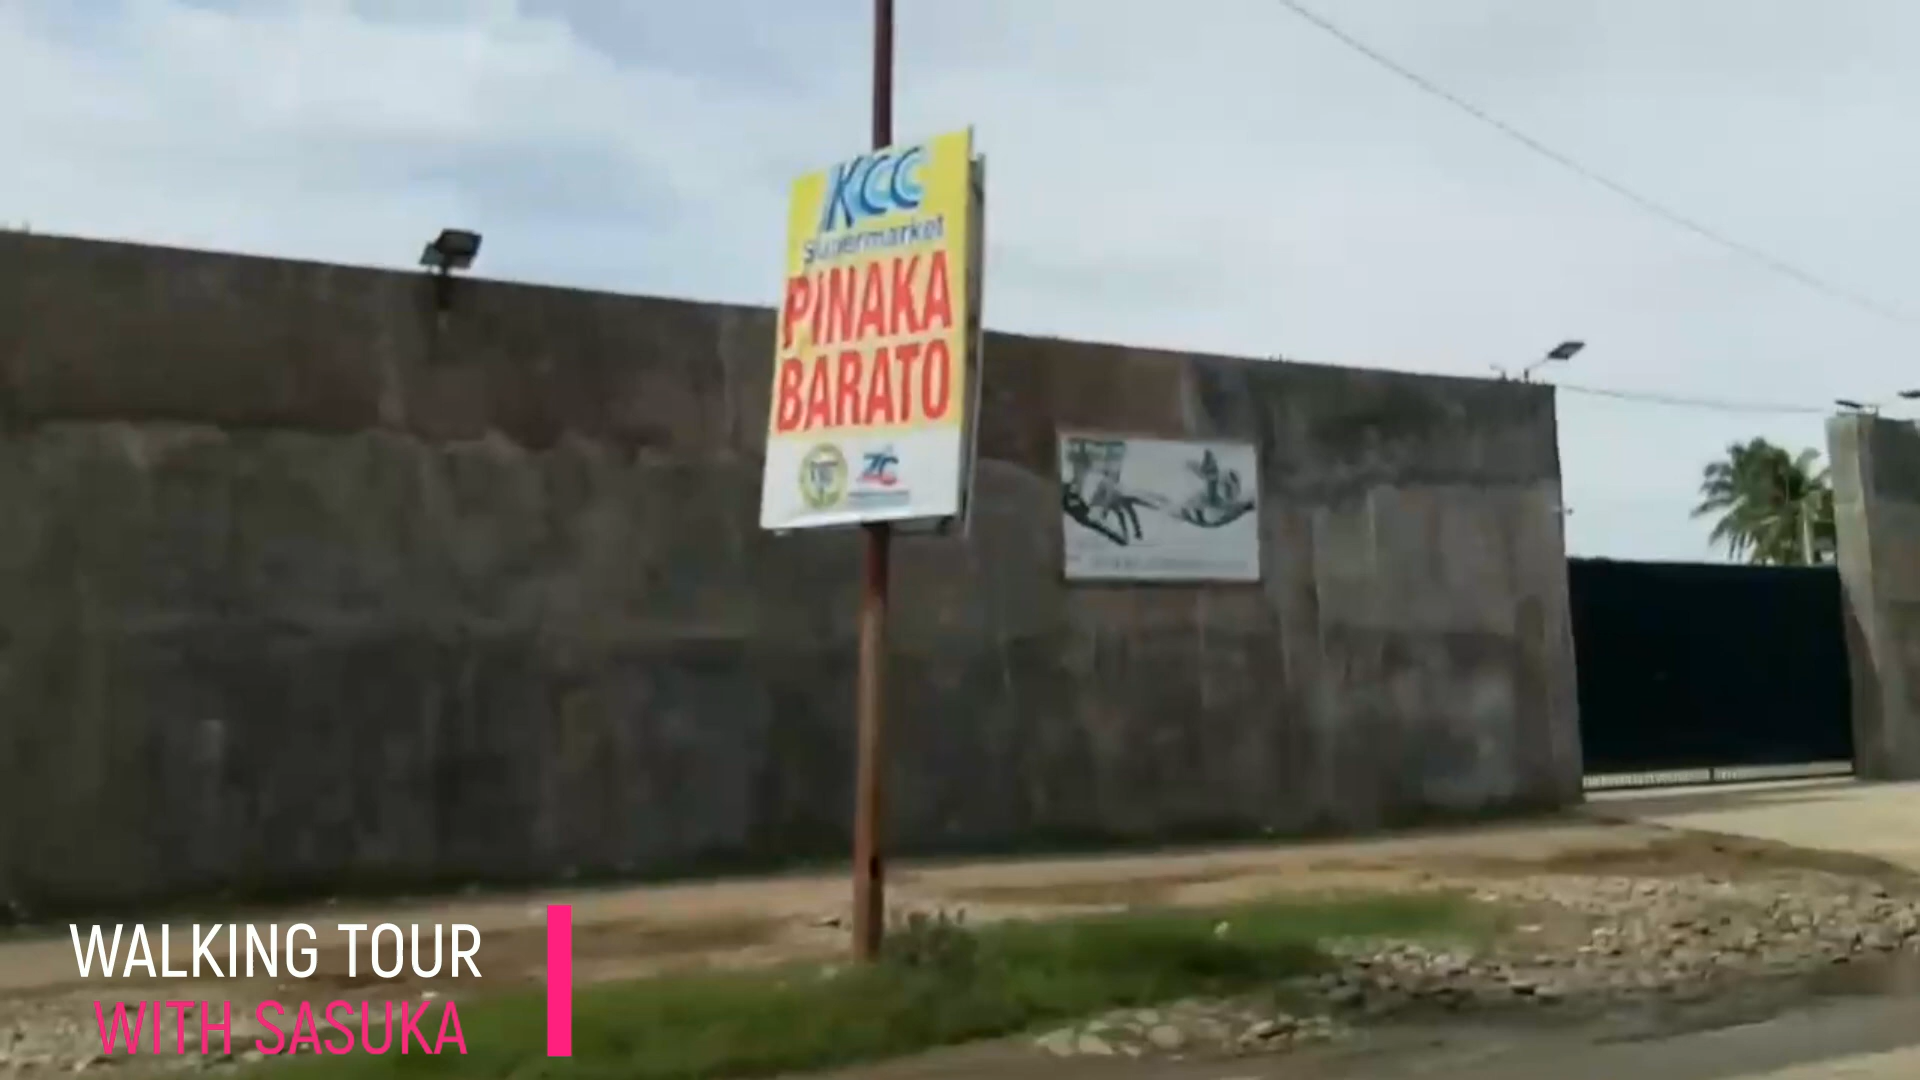 KCC
Supermarket
PINAKA
BARATO
ZC
WALKING TOUR
WITH SASUKA